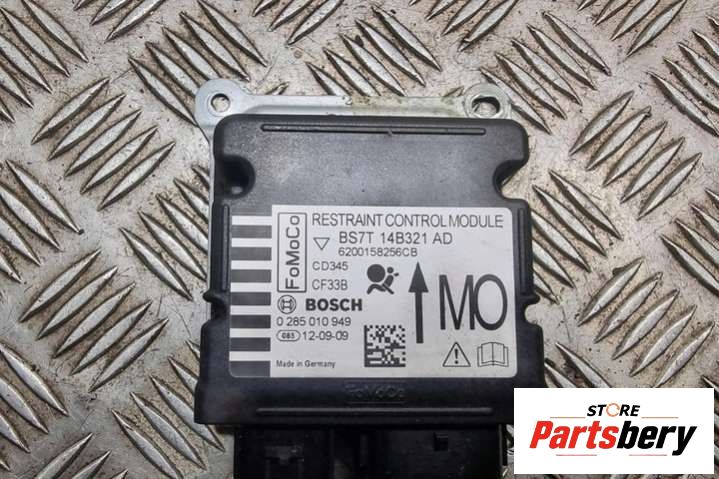 FoMoCo
RESTRAINT CONTROL MODULE
BS7T 14B321 AD
6200158256CB
CD345
CF33B
BOSCH
0 285 010 949
085 12-09-09
Made in Germany
MO
FoMoCo
STORE
Partsbery